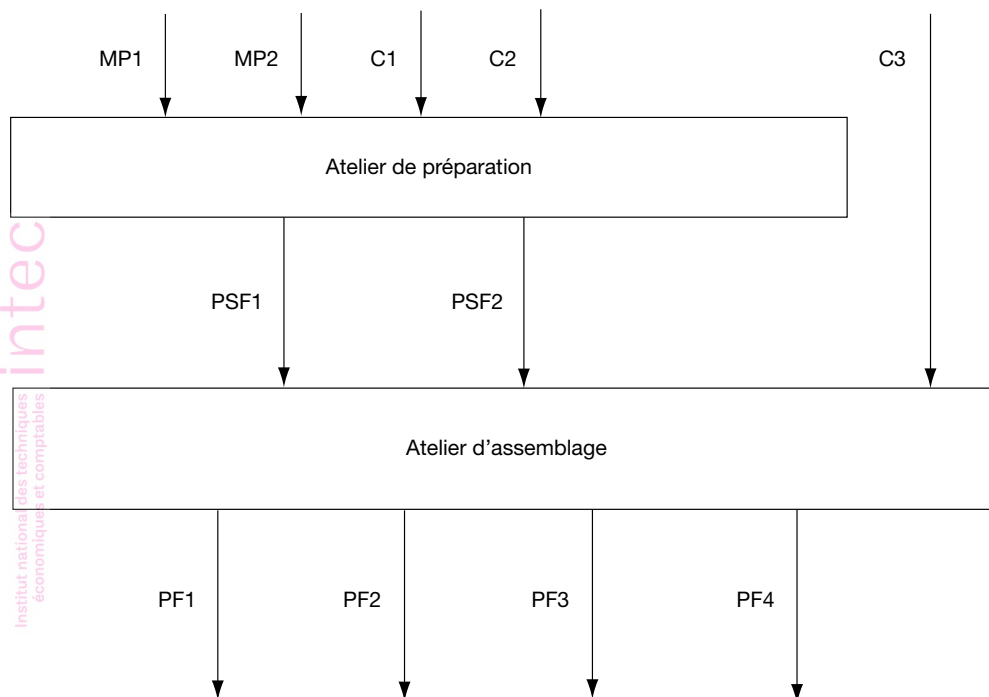 MP1 MP2 C1 C2 C3
Atelier de préparation
PSF1 PSF2
Atelier d'assemblage
PF1 PF2 PF3 PF4
intec
Institut national des techniques
économiques et comptables